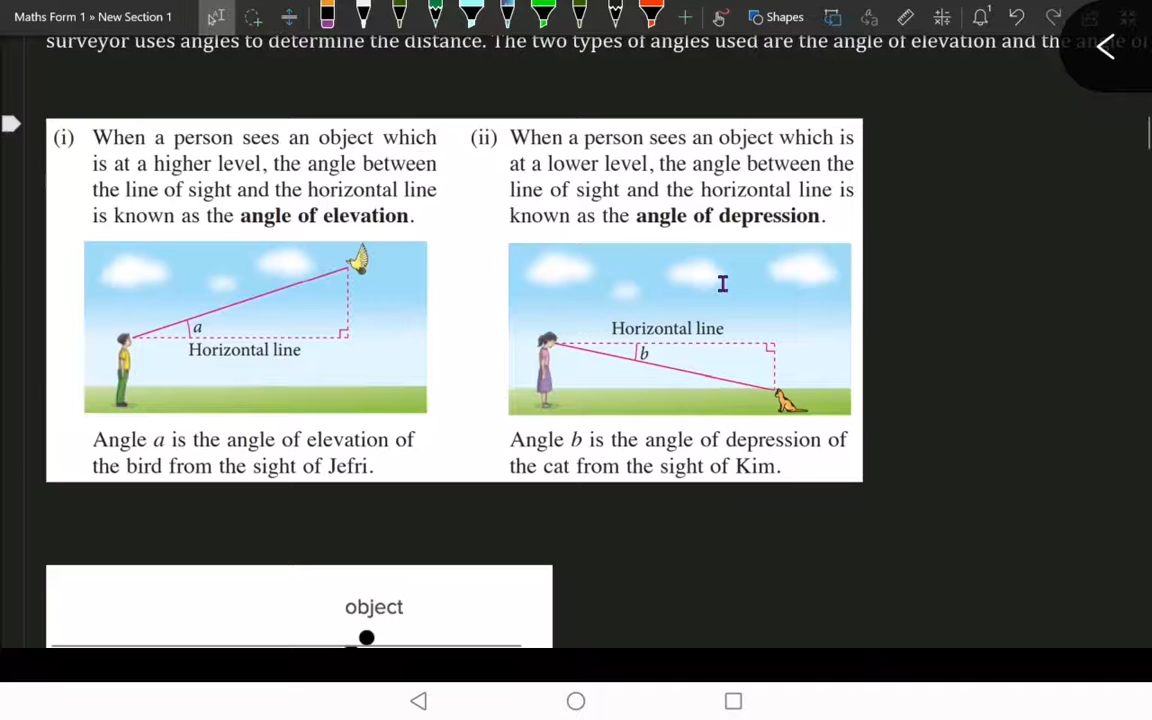 Maths Form 1 » New Section 1
Shapes
1
surveyor uses angles to determine the distance. The two types of angles used are the angle of elevation and the angle of
(i) When a person sees an object which
is at a higher level, the angle between
the line of sight and the horizontal line
is known as the angle of elevation.
a
Horizontal line
Angle a is the angle of elevation of
the bird from the sight of Jefri.
(ii) When a person sees an object which is
at a lower level, the angle between the
line of sight and the horizontal line is
known as the angle of depression.
Horizontal line
b
Angle b is the angle of depression of
the cat from the sight of Kim.
object